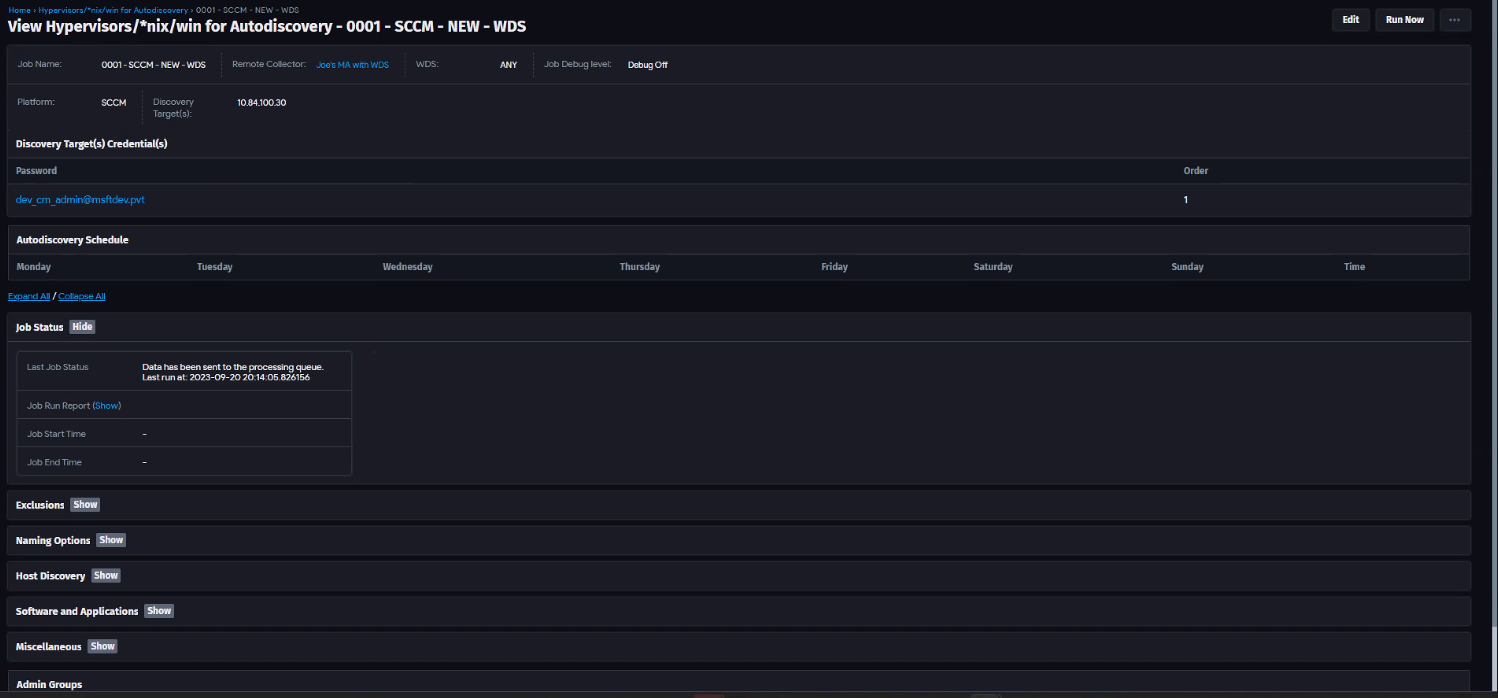 Home › Hypervisors/*nix/win for Autodiscovery › 0001 - SCCM - NEW - WDS
View Hypervisors/*nix/win for Autodiscovery - 0001 - SCCM - NEW - WDS
Edit Run Now ···
Job Name: 0001 - SCCM - NEW - WDS Remote Collector: Joe's MA with WDS WDS: ANY Job Debug level: Debug Off
Platform: SCCM Discovery Target(s): 10.84.100.30
Discovery Target(s) Credential(s)
Password Order
dev_cm_admin@msftdev.pvt 1
Autodiscovery Schedule
Monday Tuesday Wednesday Thursday Friday Saturday Sunday Time
Expand All / Collapse All
Job Status Hide
Last Job Status Data has been sent to the processing queue.
Last run at: 2023-09-20 20:14:05.826156
Job Run Report (Show)
Job Start Time -
Job End Time -
Exclusions Show
Naming Options Show
Host Discovery Show
Software and Applications Show
Miscellaneous Show
Admin Groups